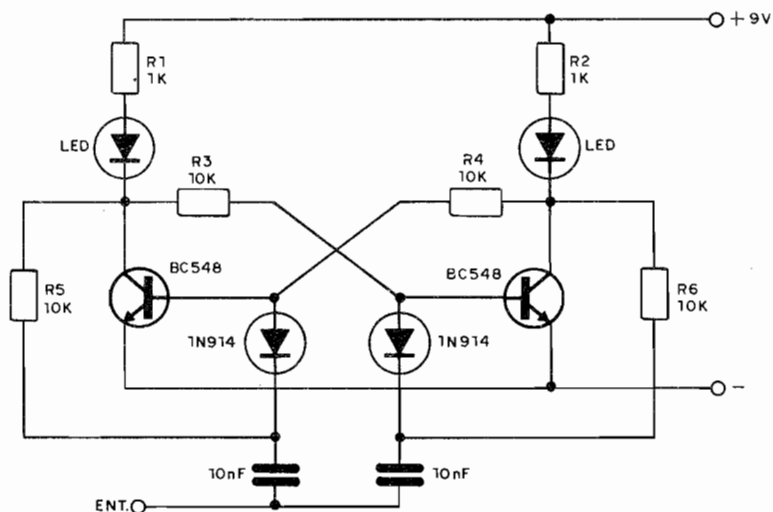 +9V
R1
1K
R2
1K
LED
LED
R3
10K
R4
10K
BC548
BC548
R5
10K
R6
10K
1N914
1N914
-
10nF
10nF
ENT.